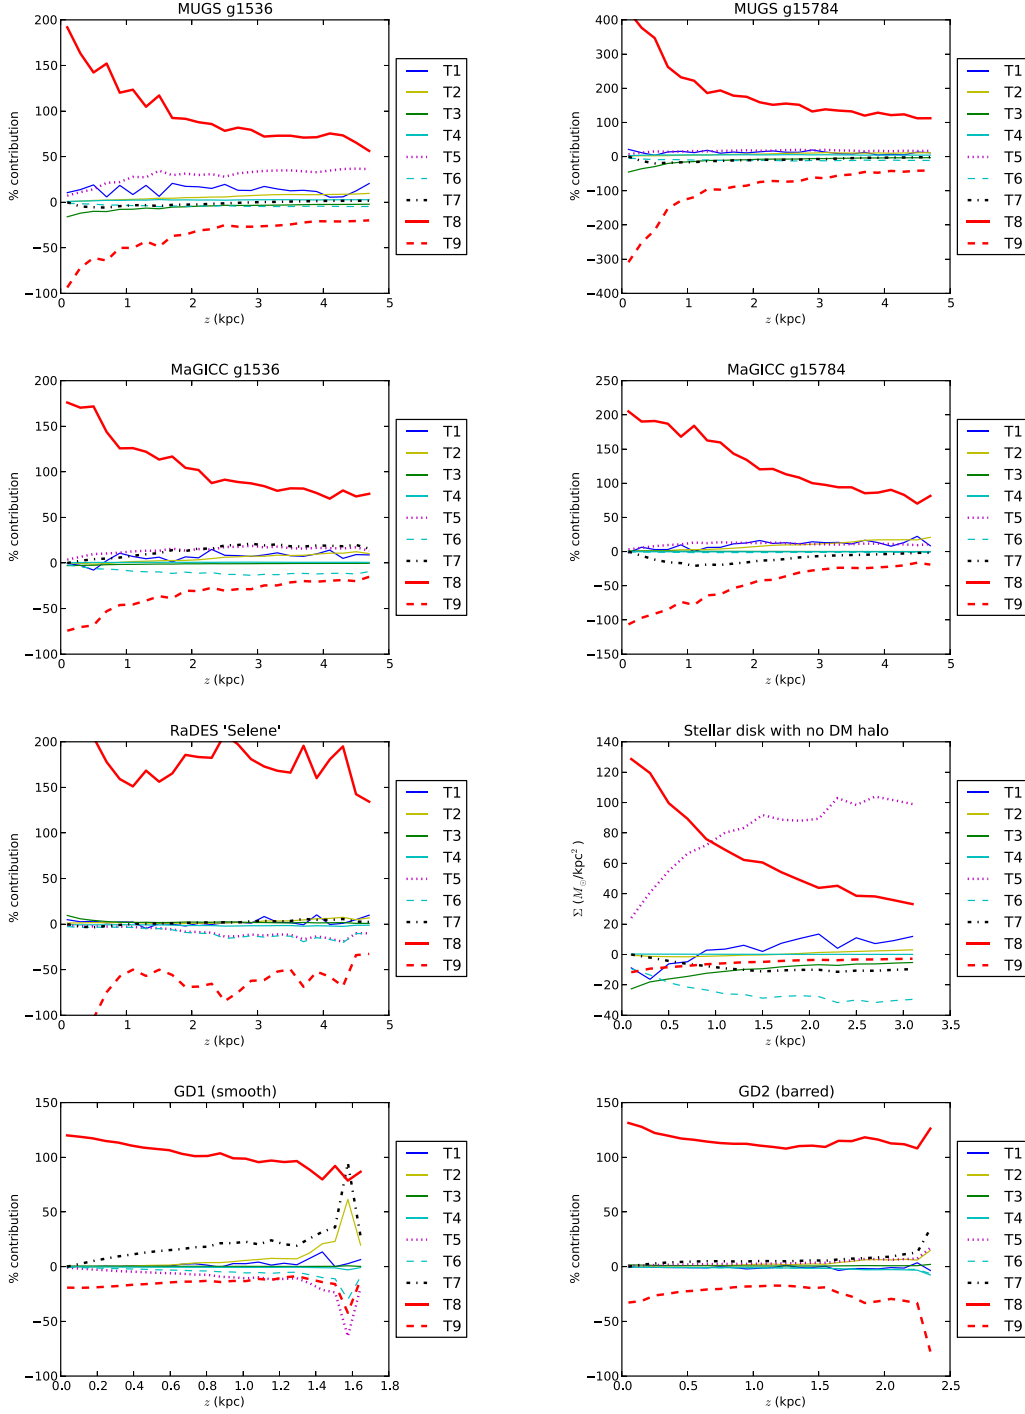 MUGS g1536
200
150
100
50
0
−50
−100
% contribution
0 1 2 3 4 5
z (kpc)
T1
T2
T3
T4
T5
T6
T7
T8
T9
MUGS g15784
400
300
200
100
0
−100
−200
−300
−400
% contribution
0 1 2 3 4 5
z (kpc)
T1
T2
T3
T4
T5
T6
T7
T8
T9
MaGICC g1536
200
150
100
50
0
−50
−100
% contribution
0 1 2 3 4 5
z (kpc)
T1
T2
T3
T4
T5
T6
T7
T8
T9
MaGICC g15784
250
200
150
100
50
0
−50
−100
−150
% contribution
0 1 2 3 4 5
z (kpc)
T1
T2
T3
T4
T5
T6
T7
T8
T9
RaDES 'Selene'
200
150
100
50
0
−50
−100
% contribution
0 1 2 3 4 5
z (kpc)
T1
T2
T3
T4
T5
T6
T7
T8
T9
Stellar disk with no DM halo
140
120
100
80
60
40
20
0
−20
−40
Σ (M⊙/kpc²)
0.0 0.5 1.0 1.5 2.0 2.5 3.0 3.5
z (kpc)
T1
T2
T3
T4
T5
T6
T7
T8
T9
GD1 (smooth)
150
100
50
0
−50
−100
% contribution
0.0 0.2 0.4 0.6 0.8 1.0 1.2 1.4 1.6 1.8
z (kpc)
T1
T2
T3
T4
T5
T6
T7
T8
T9
GD2 (barred)
150
100
50
0
−50
−100
% contribution
0.0 0.5 1.0 1.5 2.0 2.5
z (kpc)
T1
T2
T3
T4
T5
T6
T7
T8
T9